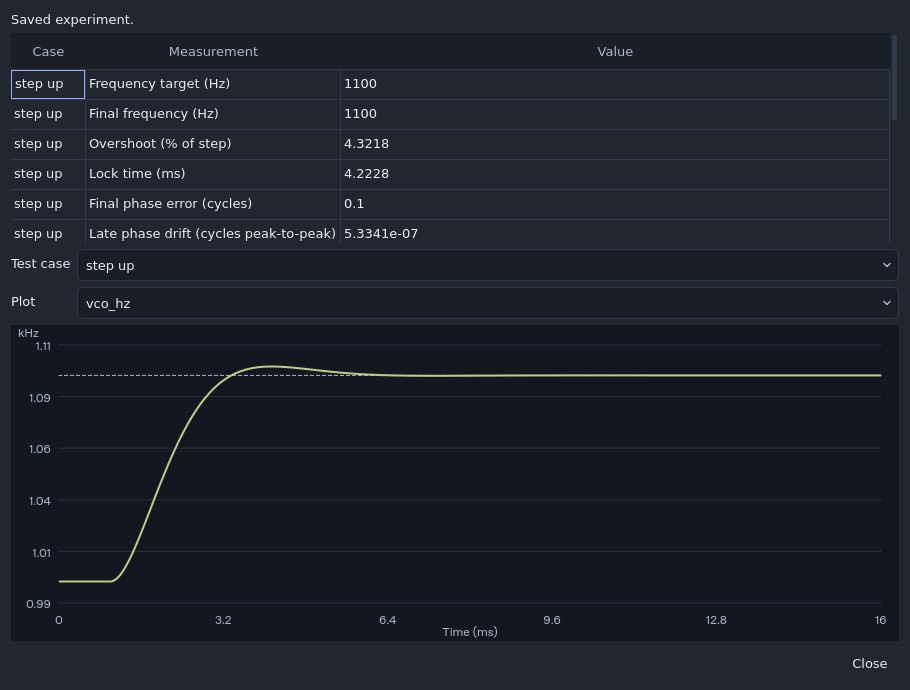 Saved experiment.
Case Measurement Value
step up Frequency target (Hz) 1100
step up Final frequency (Hz) 1100
step up Overshoot (% of step) 4.3218
step up Lock time (ms) 4.2228
step up Final phase error (cycles) 0.1
step up Late phase drift (cycles peak-to-peak) 5.3341e-07
Test case step up
Plot vco_hz
kHz
1.11
1.09
1.06
1.04
1.01
0.99
0 3.2 6.4 9.6 12.8 16
Time (ms)
Close